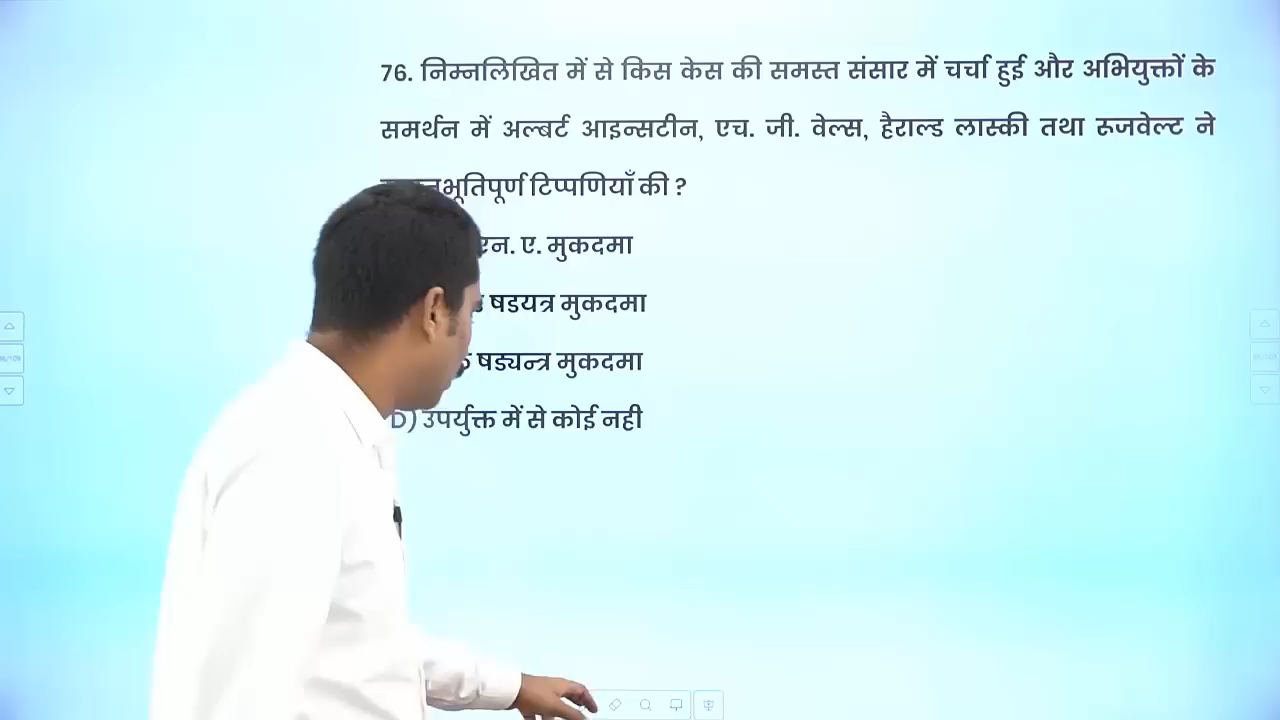 76. निम्नलिखित में से किस केस की समस्त संसार में चर्चा हुई और अभियुक्तों के
समर्थन में अल्बर्ट आइन्सटीन, एच. जी. वेल्स, हैराल्ड लास्की तथा रूजवेल्ट ने
टिप्पणियाँ की ?
ए. मुकदमा
षडयत्र मुकदमा
षड्यन्त्र मुकदमा
D) उपर्युक्त में से कोई नही